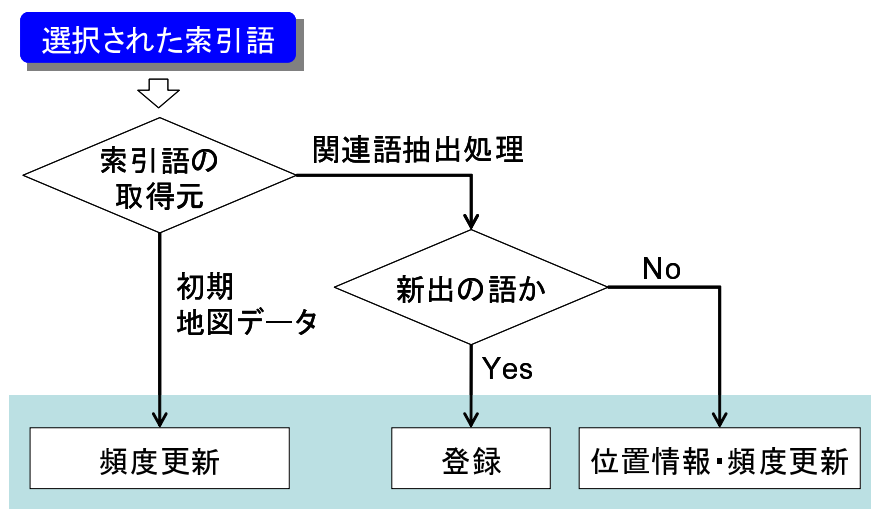 選択された索引語
索引語の
取得元
関連語抽出処理
新出の語か
No
初期
地図データ
Yes
頻度更新
登録
位置情報・頻度更新